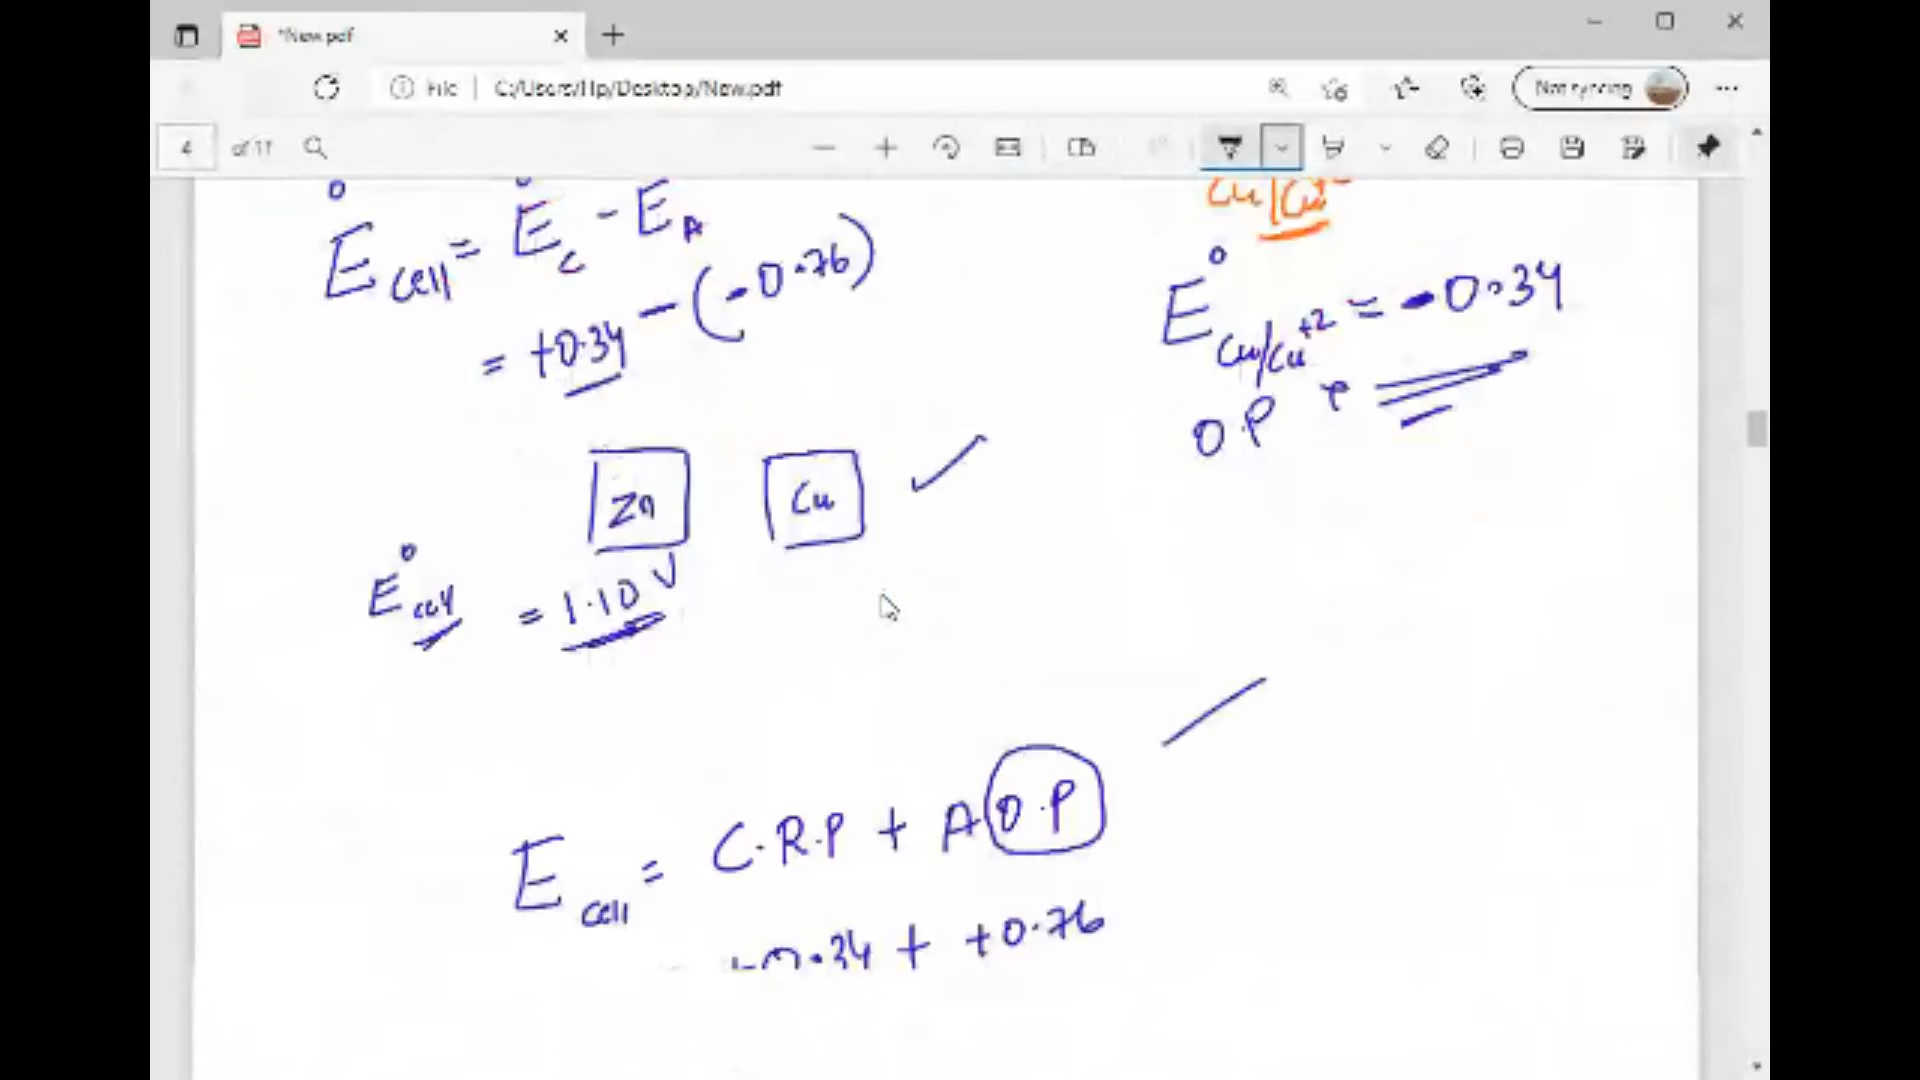 *New.pdf
File | C:/Users/Hp/Desktop/New.pdf
Not syncing
4 of 17
E°cell = E°C - EA
= +0.34 - (-0.76)
Cu/Cu
E°Cu/Cu+2 = -0.34
O.P
Zn Cu ✓
E°cell = 1.10 V
Ecell = C.R.P + A O.P
+0.34 + +0.76